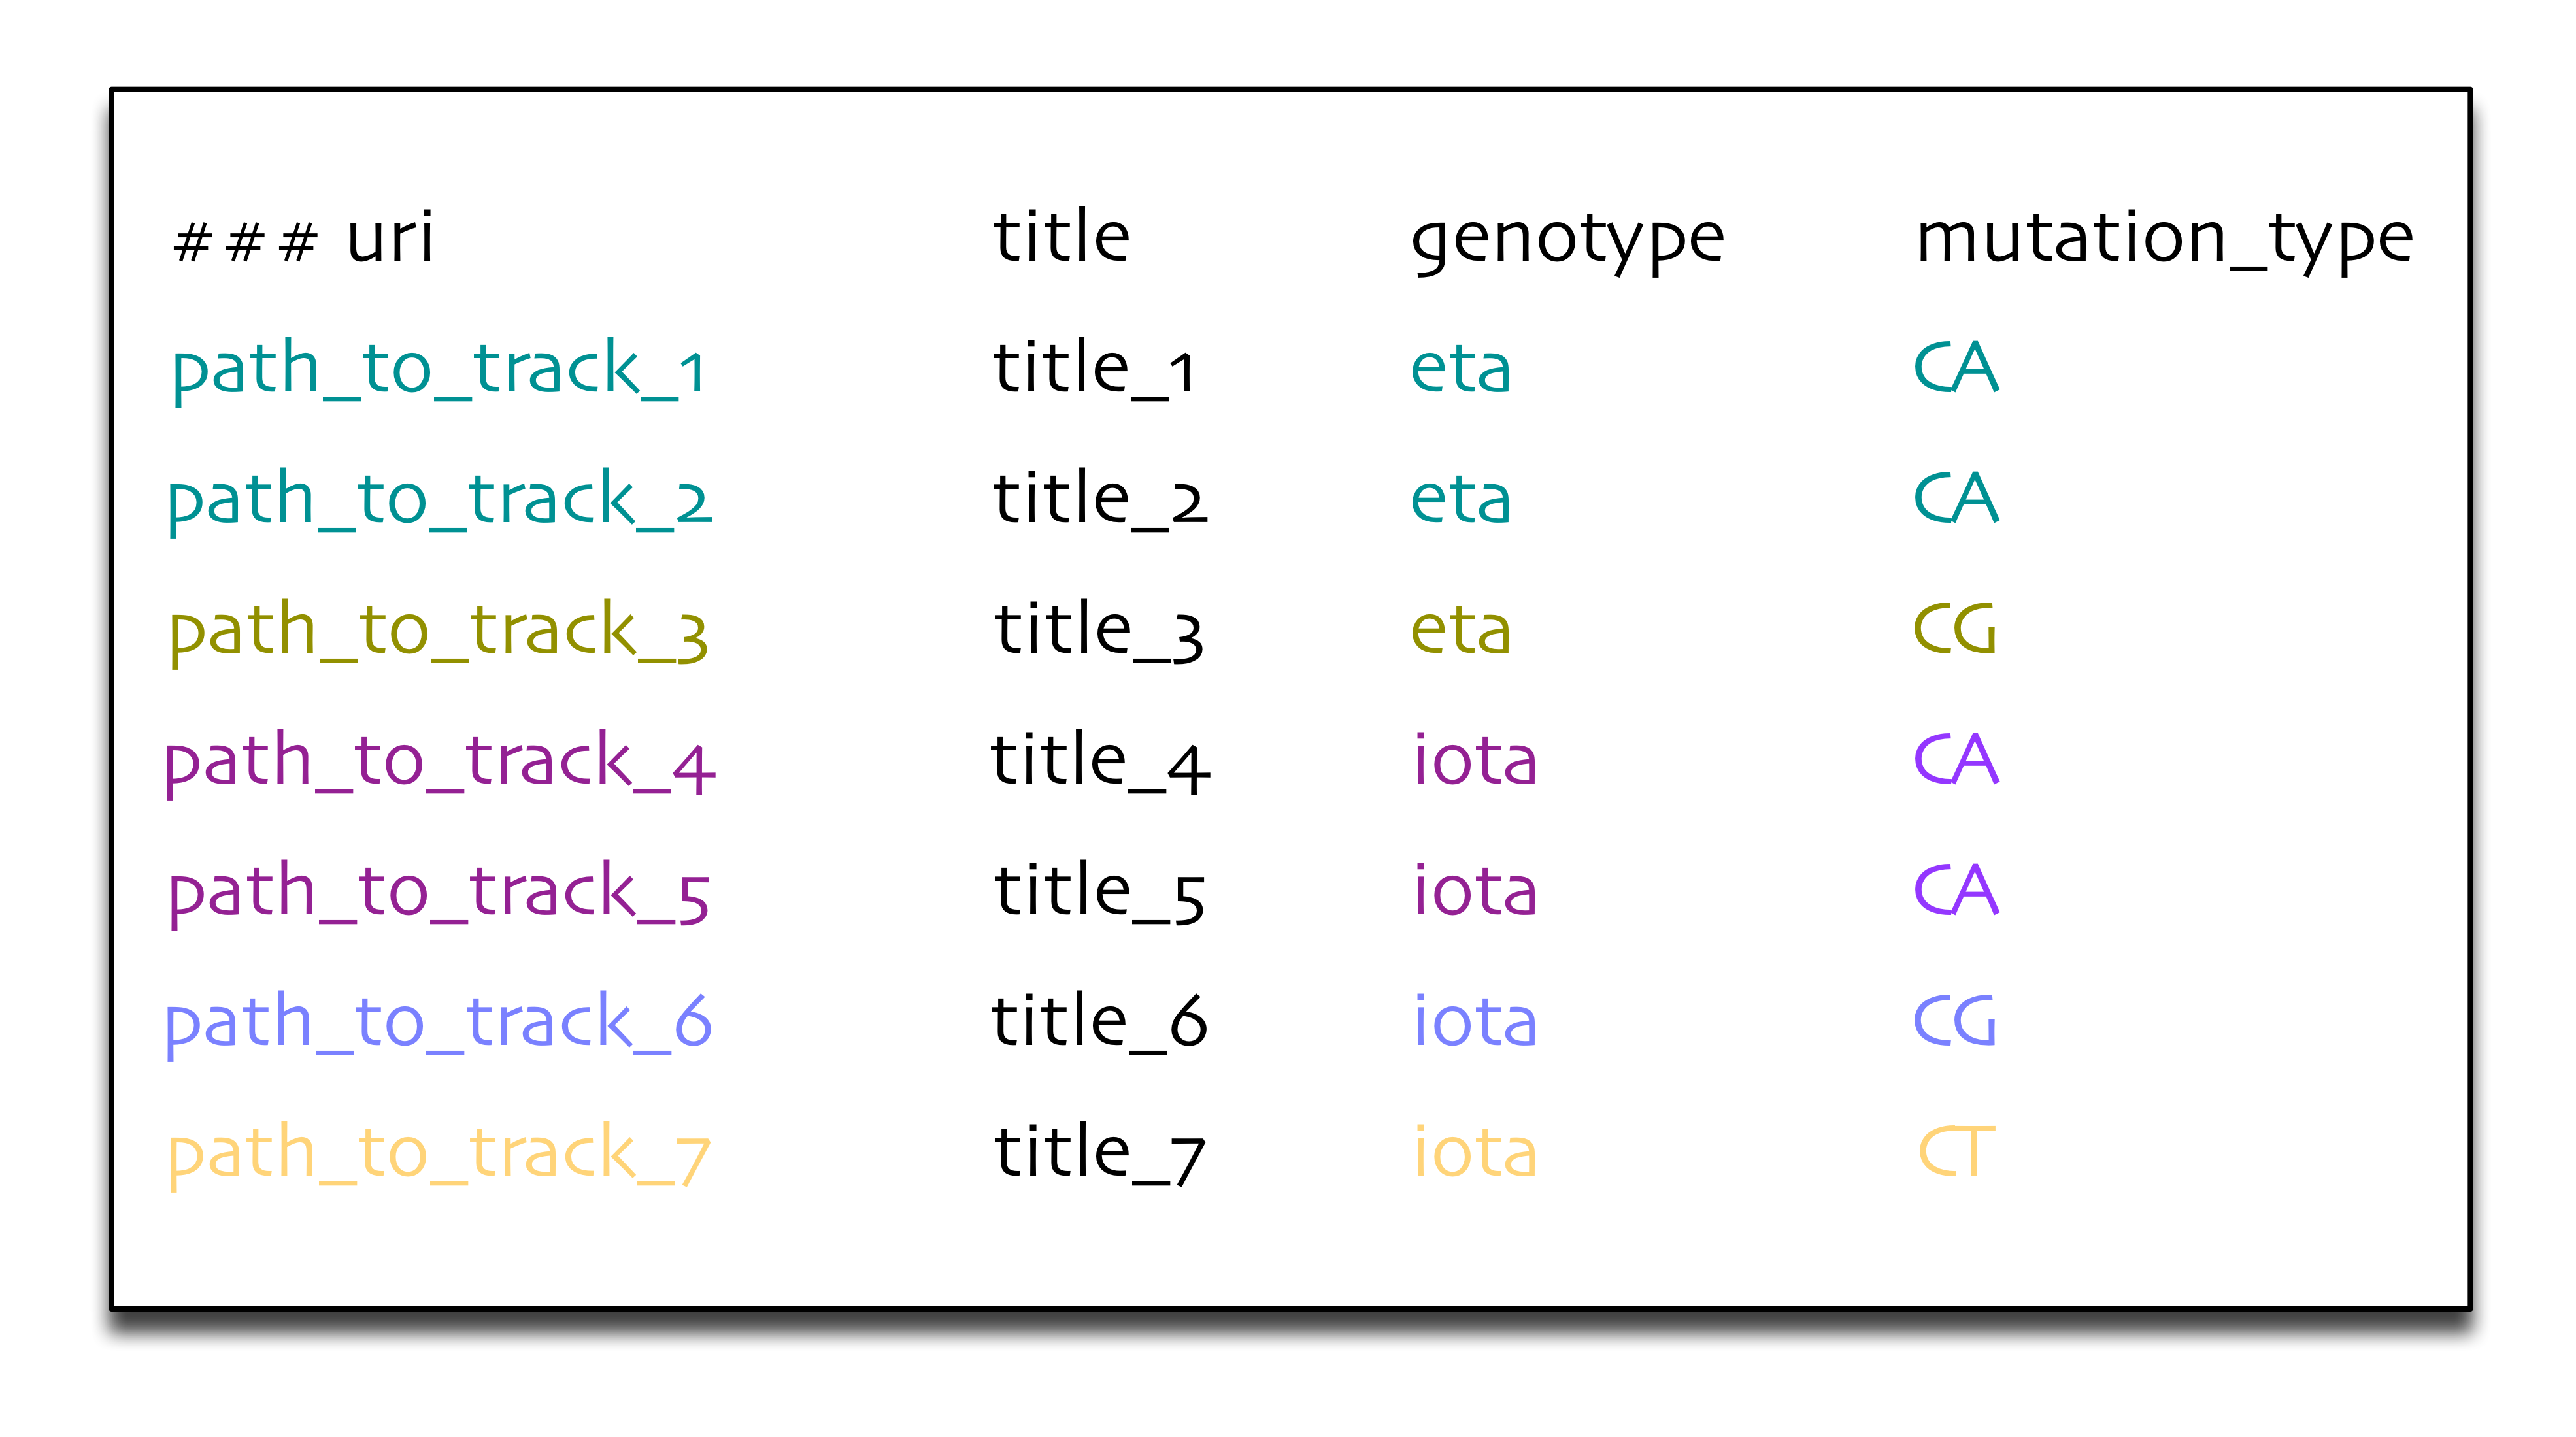 ### uri title genotype mutation_type
path_to_track_1 title_1 eta CA
path_to_track_2 title_2 eta CA
path_to_track_3 title_3 eta CG
path_to_track_4 title_4 iota CA
path_to_track_5 title_5 iota CA
path_to_track_6 title_6 iota CG
path_to_track_7 title_7 iota CT